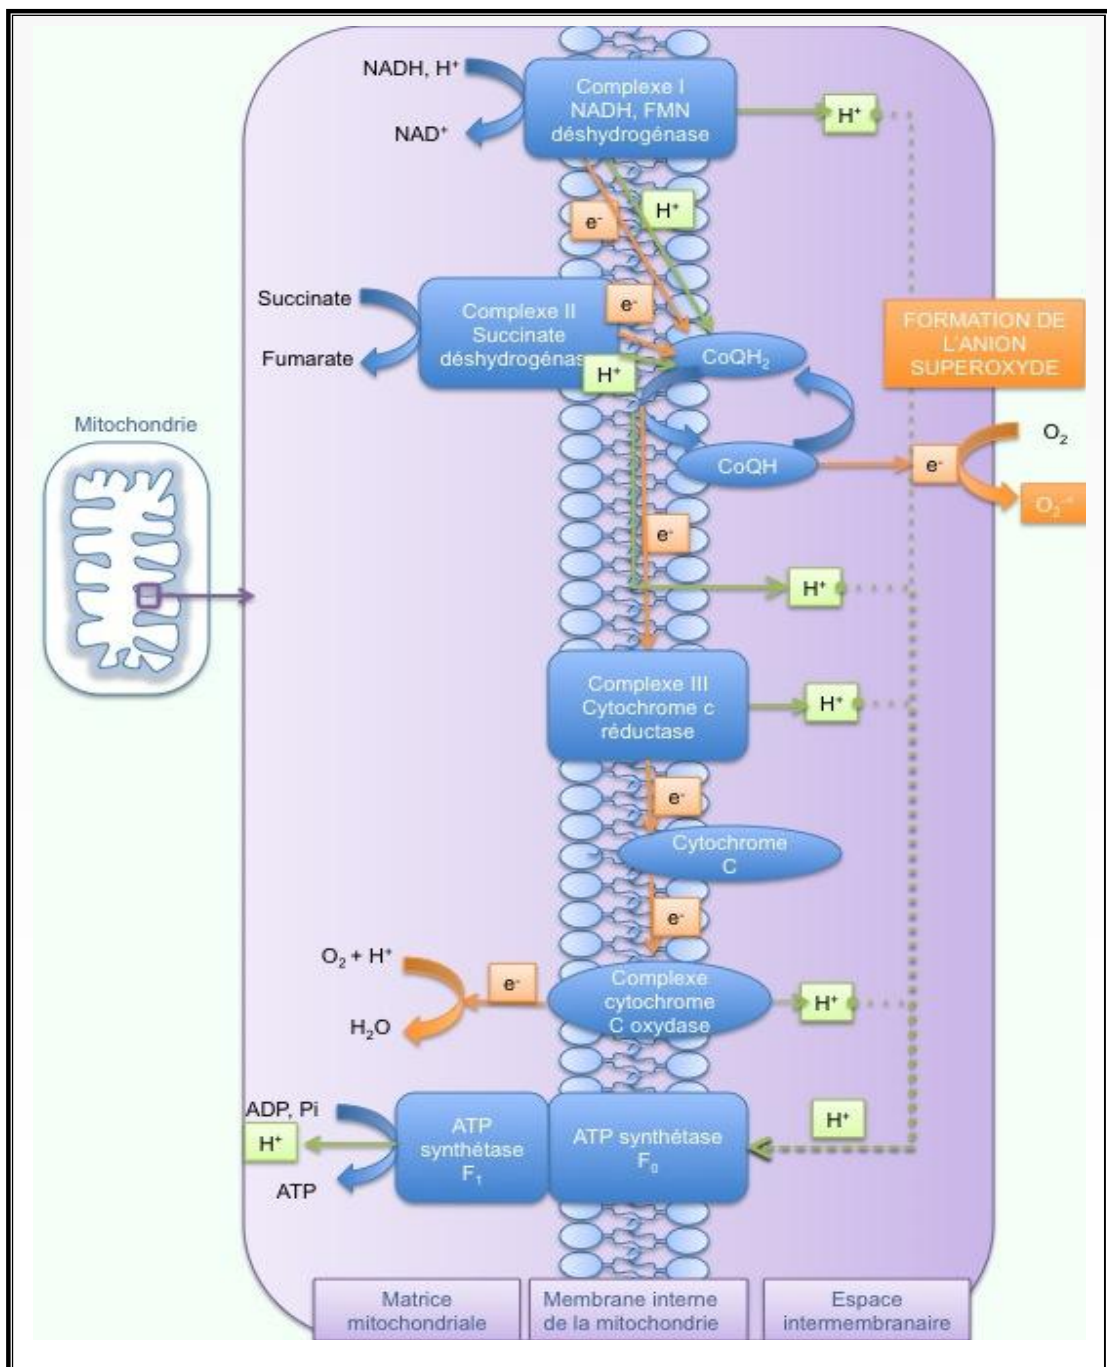 NADH, H⁺
NAD⁺
Complexe I
NADH, FMN
déshydrogénase
H⁺
H⁺
e⁻
Succinate
Fumarate
Complexe II
Succinate
déshydrogénas
e⁻
H⁺
CoQH₂
CoQH
FORMATION DE
L'ANION
SUPEROXYDE
O₂
e⁻
O₂⁻°
Mitochondrie
e⁻
H⁺
Complexe III
Cytochrome c
réductase
H⁺
e⁻
Cytochrome
C
e⁻
O₂ + H⁺
H₂O
e⁻
Complexe
cytochrome
C oxydase
H⁺
ADP, Pi
H⁺
ATP
ATP
synthétase
F₁
ATP synthétase
F₀
H⁺
Matrice
mitochondriale
Membrane interne
de la mitochondrie
Espace
intermembranaire